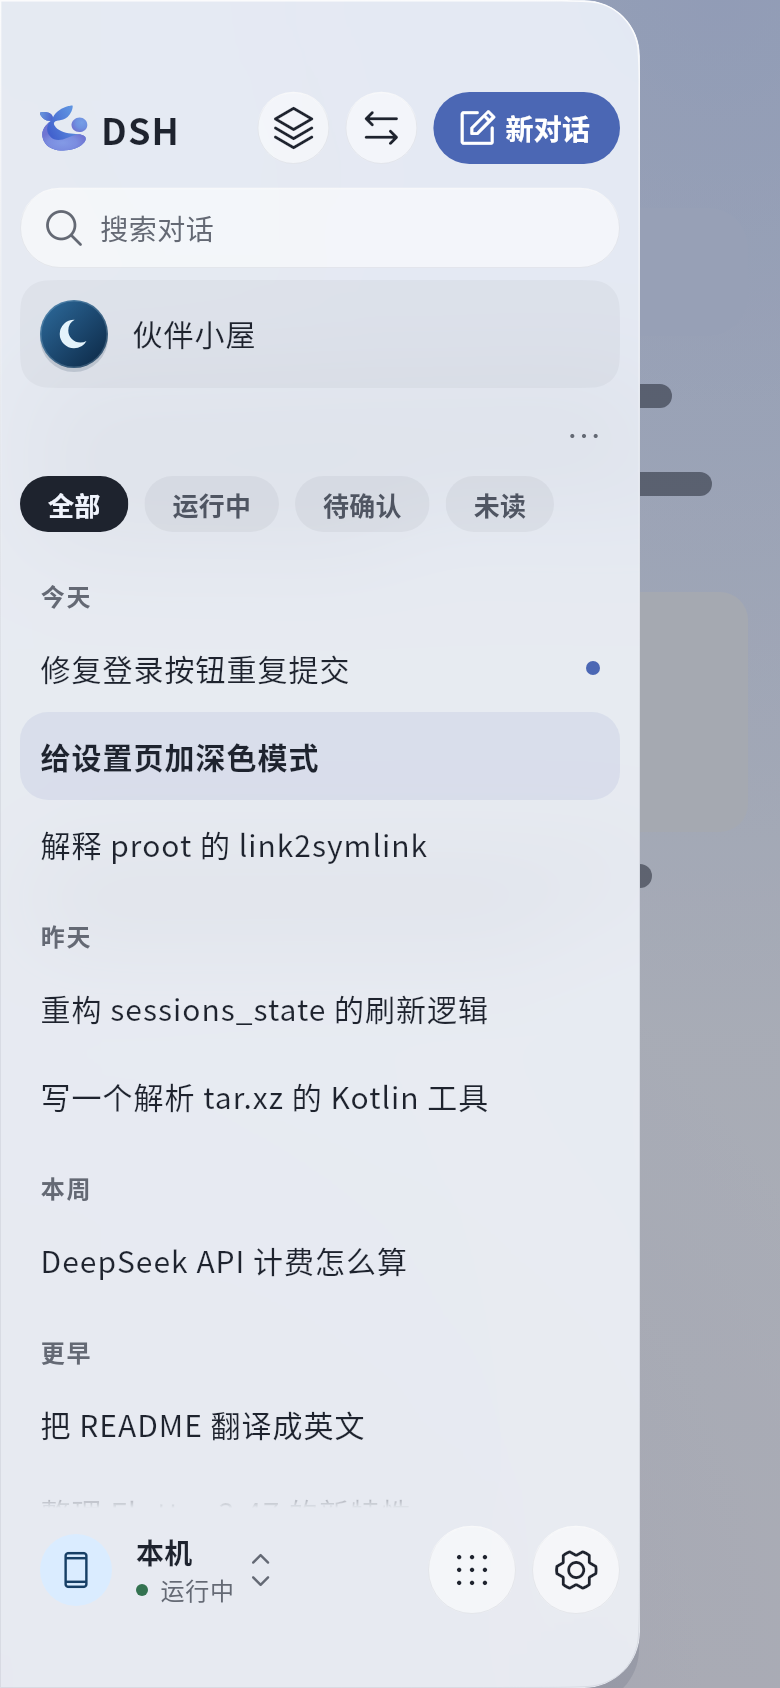 DSH
新对话
搜索对话
伙伴小屋
...
全部 运行中 待确认 未读
今天
修复登录按钮重复提交
给设置页加深色模式
解释 proot 的 link2symlink
昨天
重构 sessions_state 的刷新逻辑
写一个解析 tar.xz 的 Kotlin 工具
本周
DeepSeek API 计费怎么算
更早
把 README 翻译成英文
本机
运行中